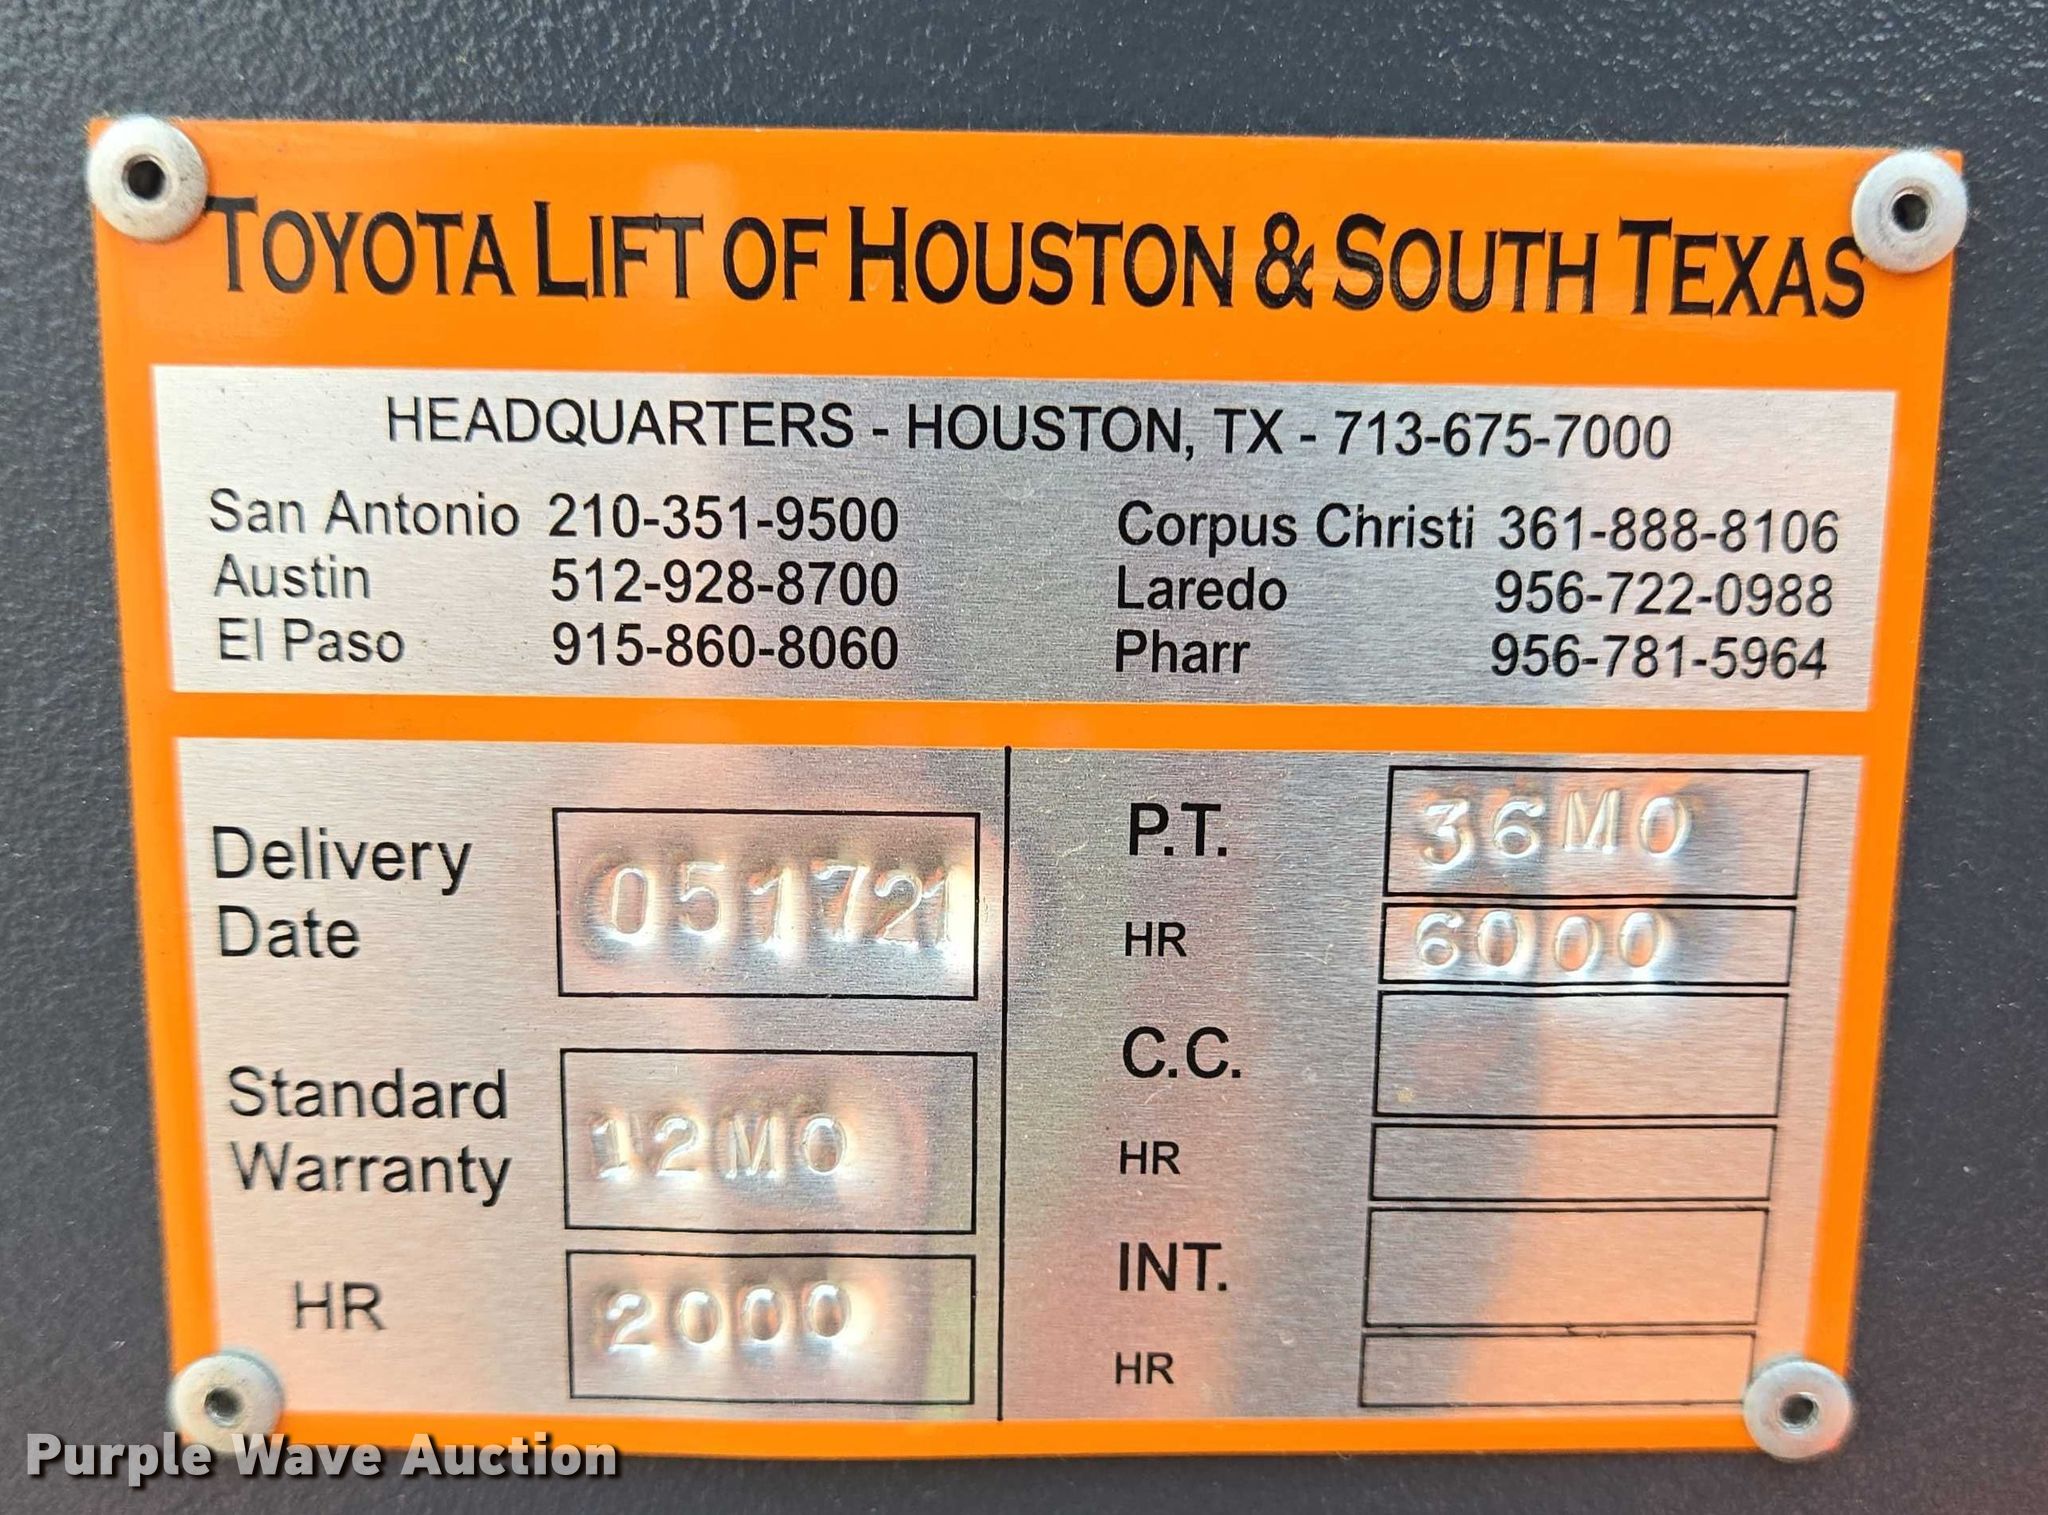 TOYOTA LIFT OF HOUSTON & SOUTH TEXAS
HEADQUARTERS - HOUSTON, TX - 713-675-7000
San Antonio 210-351-9500
Austin 512-928-8700
El Paso 915-860-8060
Corpus Christi 361-888-8106
Laredo 956-722-0988
Pharr 956-781-5964
Delivery
Date
051721
Standard
Warranty
12MO
HR 2000
P.T. 36MO
HR 6000
C.C.
HR
INT.
HR
Purple Wave Auction